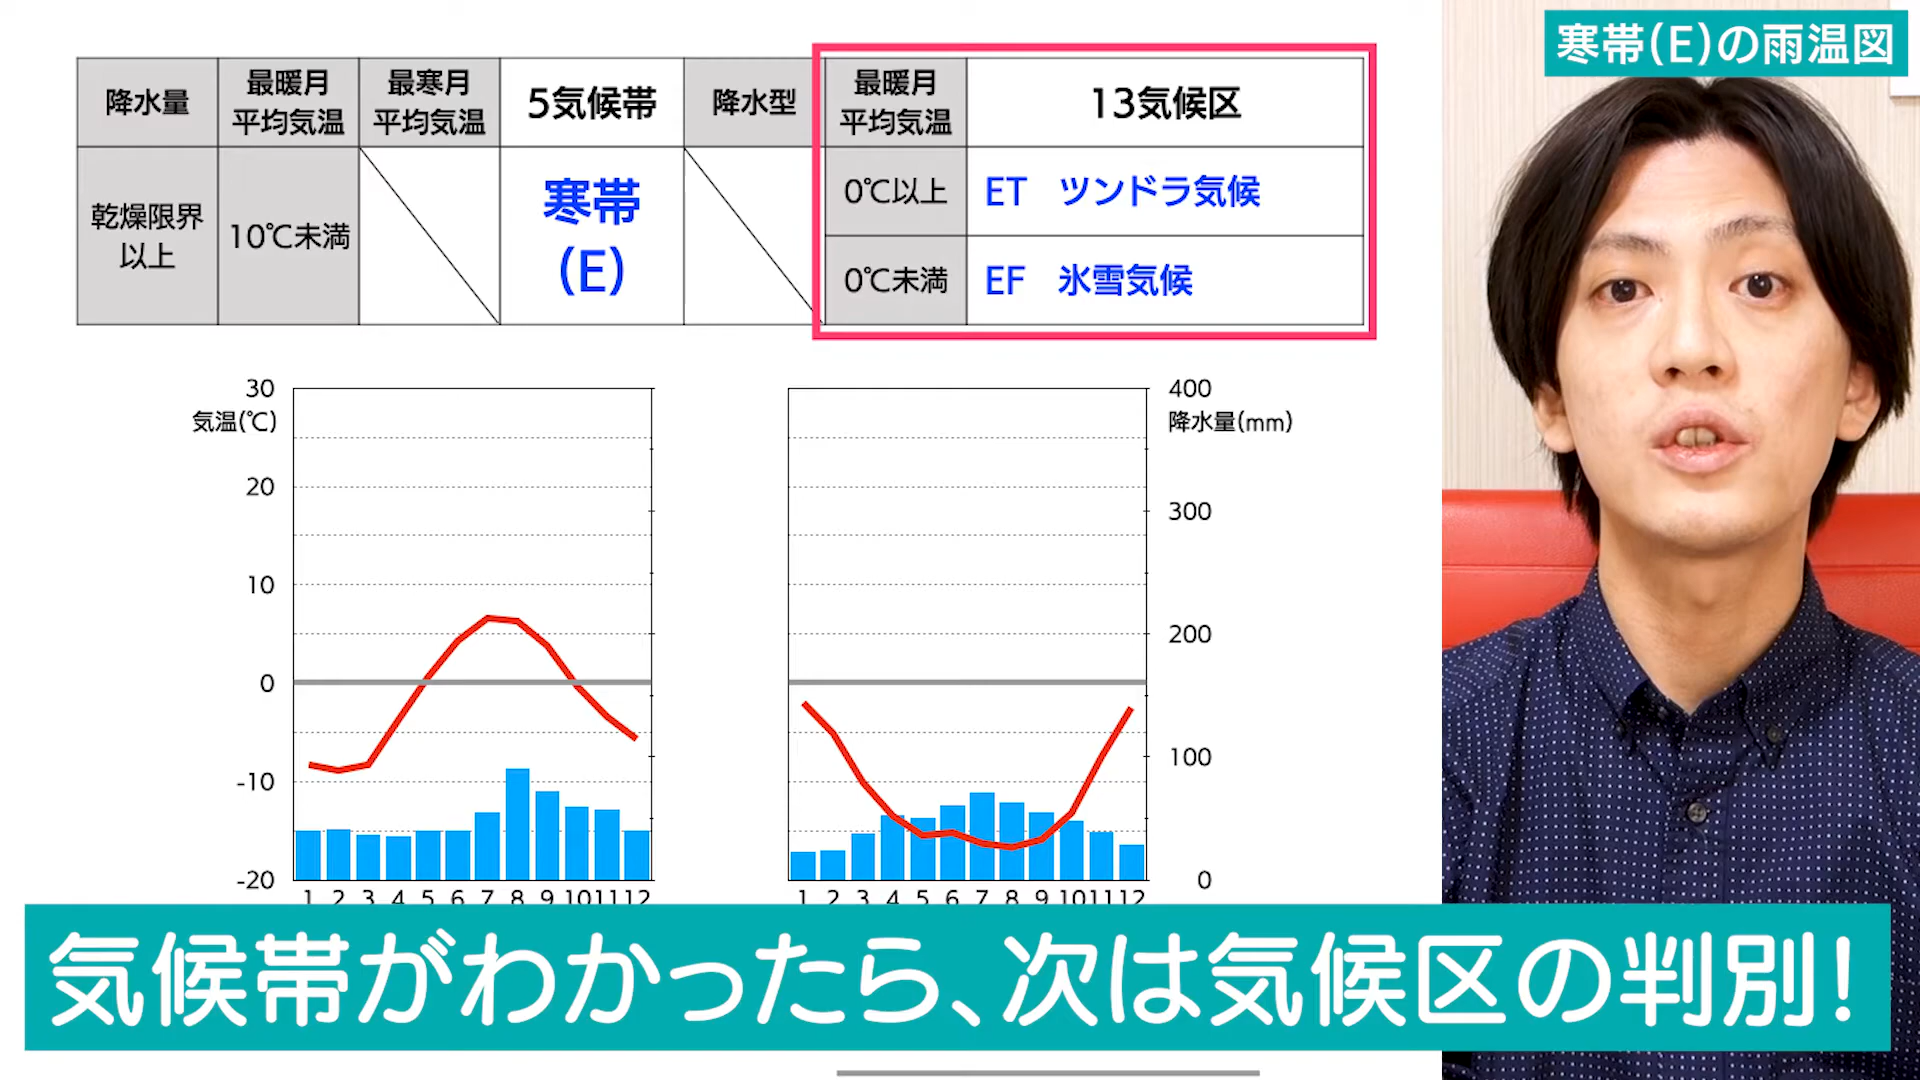 寒帯(E)の雨温図
降水量
最暖月
平均気温
最寒月
平均気温
5気候帯
降水型
最暖月
平均気温
13気候区
乾燥限界
以上
10℃未満
寒帯
(E)
0℃以上
ET ツンドラ気候
0℃未満
EF 氷雪気候
30
気温(℃)
20
10
0
-10
-20
1 2 3 4 5 6 7 8 9 10 11 12
400
降水量(mm)
300
200
100
0
1 2 3 4 5 6 7 8 9 10 11 12
気候帯がわかったら、次は気候区の判別!